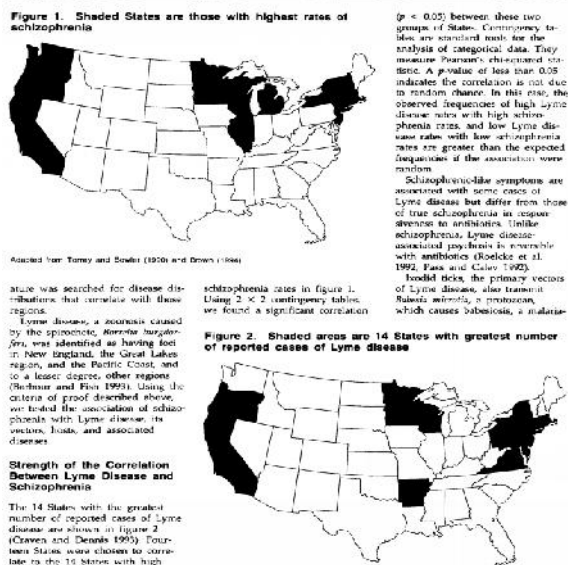 Figure 1. Shaded States are those with highest rates of
schizophrenia
Adapted from Torrey and Bowler (1990) and Brown (1994)
ature was searched for disease dis-
tributions that correlate with those
regions.
Lyme disease, a zoonosis caused
by the spirochete, Borrelia burgdor-
feri, was identified as having foci
in New England, the Great Lakes
region, and the Pacific Coast, and
to a lesser degree, other regions
(Barbour and Fish 1993). Using the
criteria of proof described above,
we tested the association of schizo-
phrenia with Lyme disease, its
vectors, hosts, and associated
diseases.
Strength of the Correlation
Between Lyme Disease and
Schizophrenia
The 14 States with the greatest
number of reported cases of Lyme
disease are shown in figure 2
(Craven and Dennis 1993). Four-
teen States were chosen to corre-
late to the 14 States with high
schizophrenia rates in figure 1.
Using 2 × 2 contingency tables,
we found a significant correlation
(p < 0.05) between these two
groups of States. Contingency ta-
bles are standard tools for the
analysis of categorical data. They
measure Pearson's chi-squared sta-
tistic. A p-value of less than 0.05
indicates the correlation is not due
to random chance. In this case, the
observed frequencies of high Lyme
disease rates with high schizo-
phrenia rates, and low Lyme dis-
ease rates with low schizophrenia
rates are greater than the expected
frequencies if the association were
random.
Schizophrenic-like symptoms are
associated with some cases of
Lyme disease but differ from those
of true schizophrenia in respon-
siveness to antibiotics. Unlike
schizophrenia, Lyme disease-
associated psychosis is reversible
with antibiotics (Roelcke et al.
1992, Pass and Calev 1992).
Ixodid ticks, the primary vectors
of Lyme disease, also transmit
Babesia microtia, a protozoan,
which causes babesiosis, a malaria-
Figure 2. Shaded areas are 14 States with greatest number
of reported cases of Lyme disease